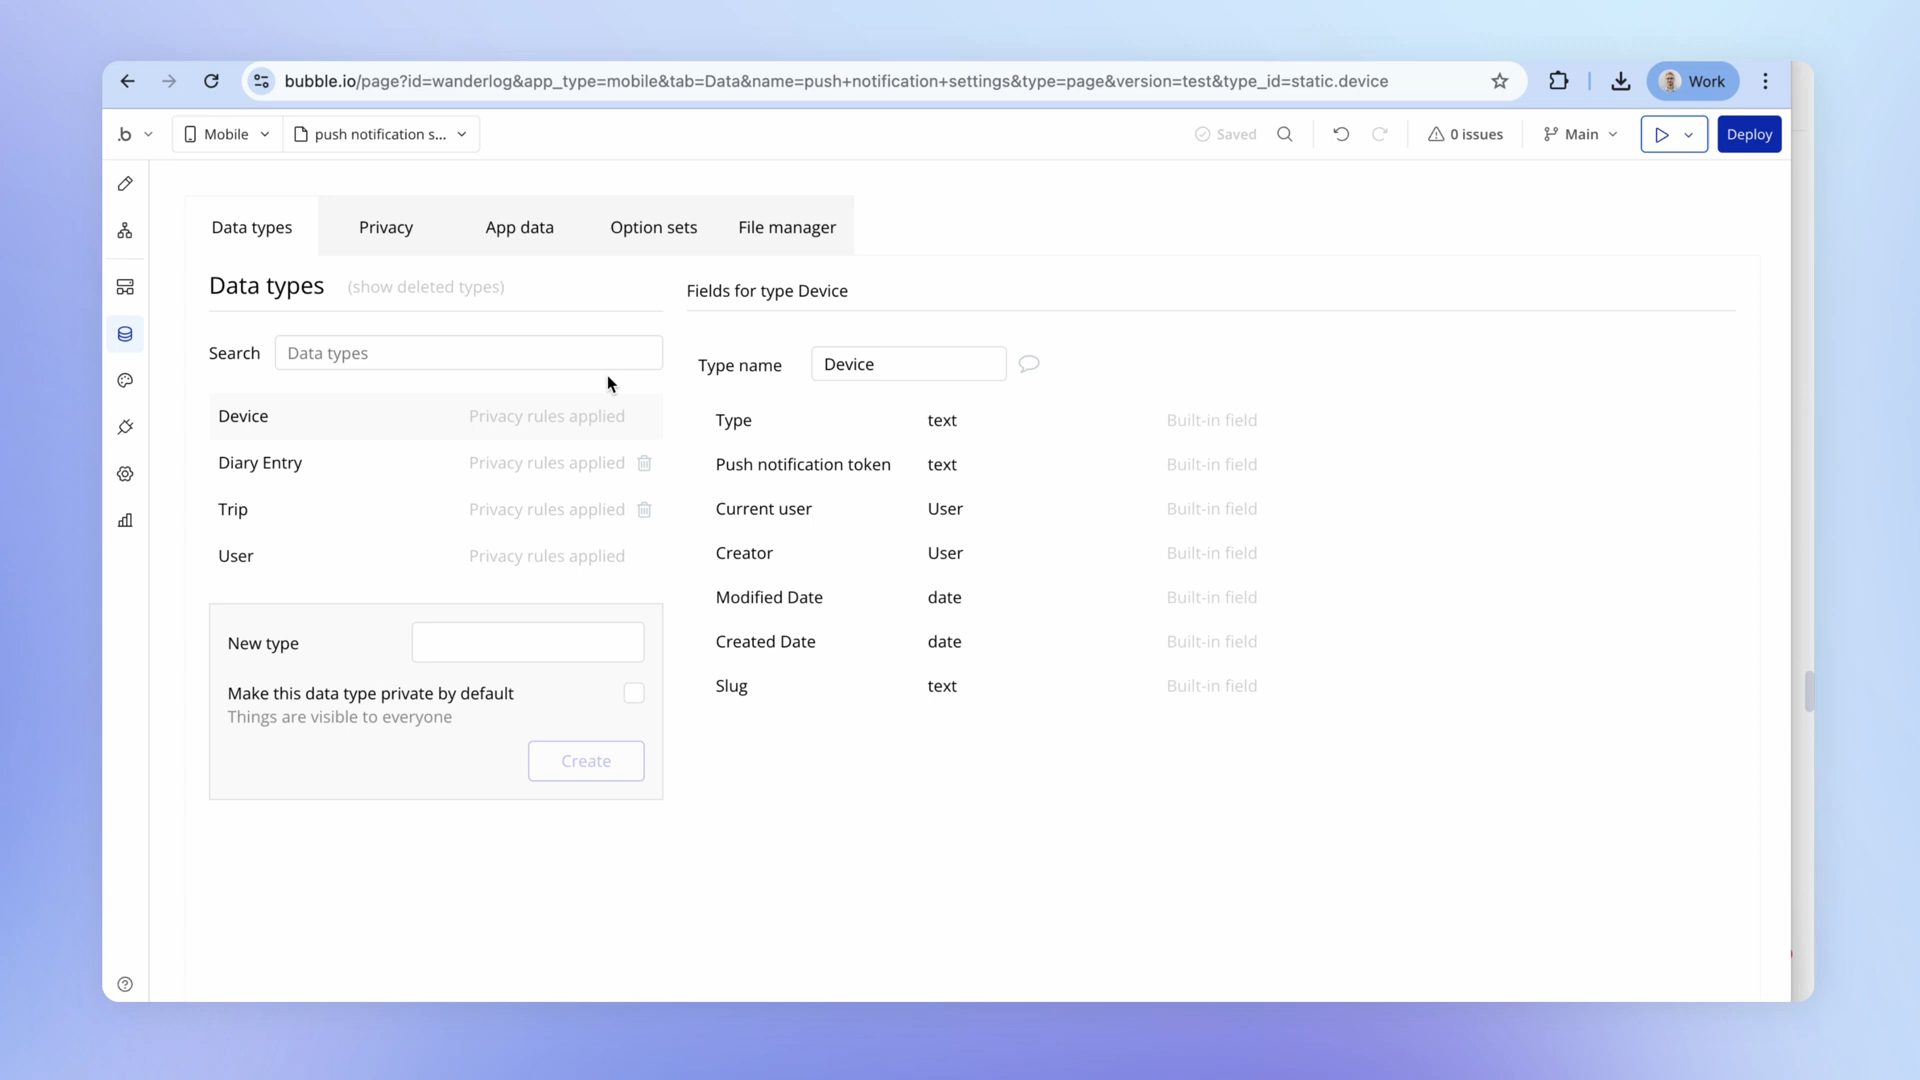 bubble.io/page?id=wanderlog&app_type=mobile&tab=Data&name=push+notification+settings&type=page&version=test&type_id=static.device
Work
.b
Mobile
push notification s...
Saved
0 issues
Main
Deploy
Data types
Privacy
App data
Option sets
File manager
Data types (show deleted types)
Search
Data types
Device Privacy rules applied
Diary Entry Privacy rules applied
Trip Privacy rules applied
User Privacy rules applied
New type
Make this data type private by default
Things are visible to everyone
Create
Fields for type Device
Type name Device
Type text Built-in field
Push notification token text Built-in field
Current user User Built-in field
Creator User Built-in field
Modified Date date Built-in field
Created Date date Built-in field
Slug text Built-in field